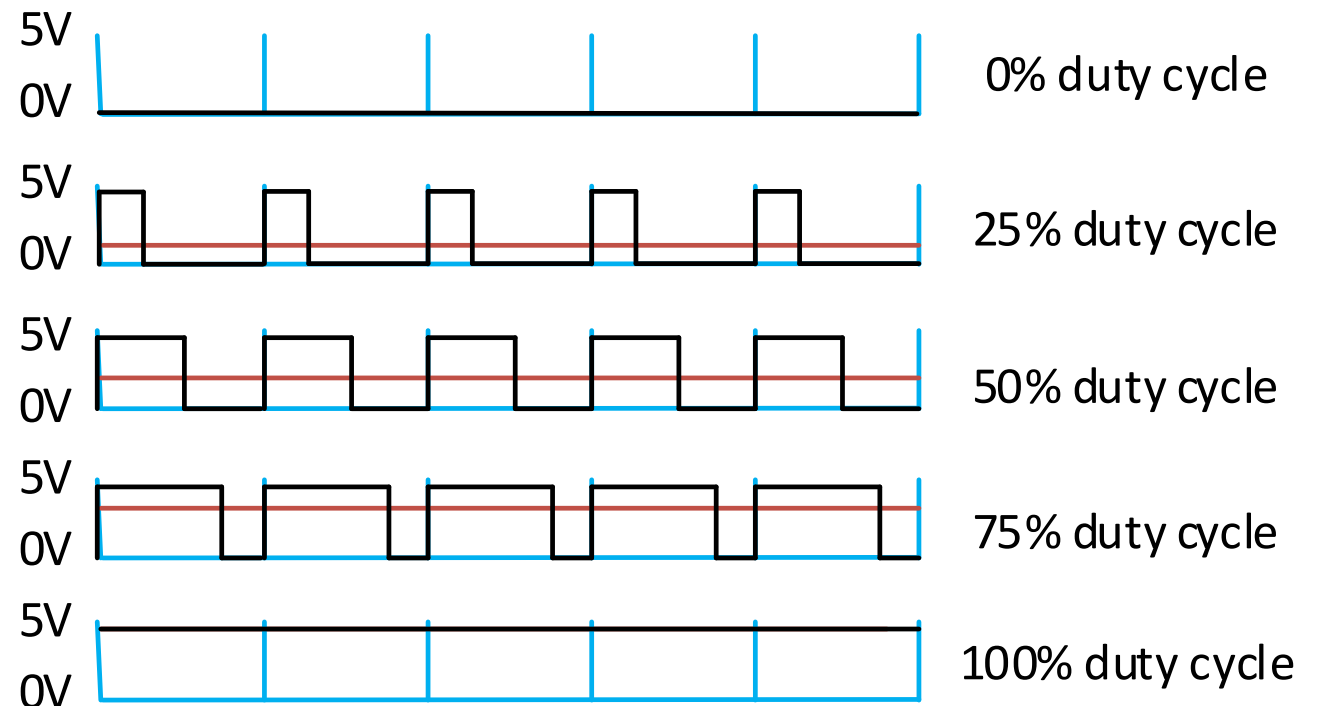 5V
0V
0% duty cycle
5V
0V
25% duty cycle
5V
0V
50% duty cycle
5V
0V
75% duty cycle
5V
0V
100% duty cycle